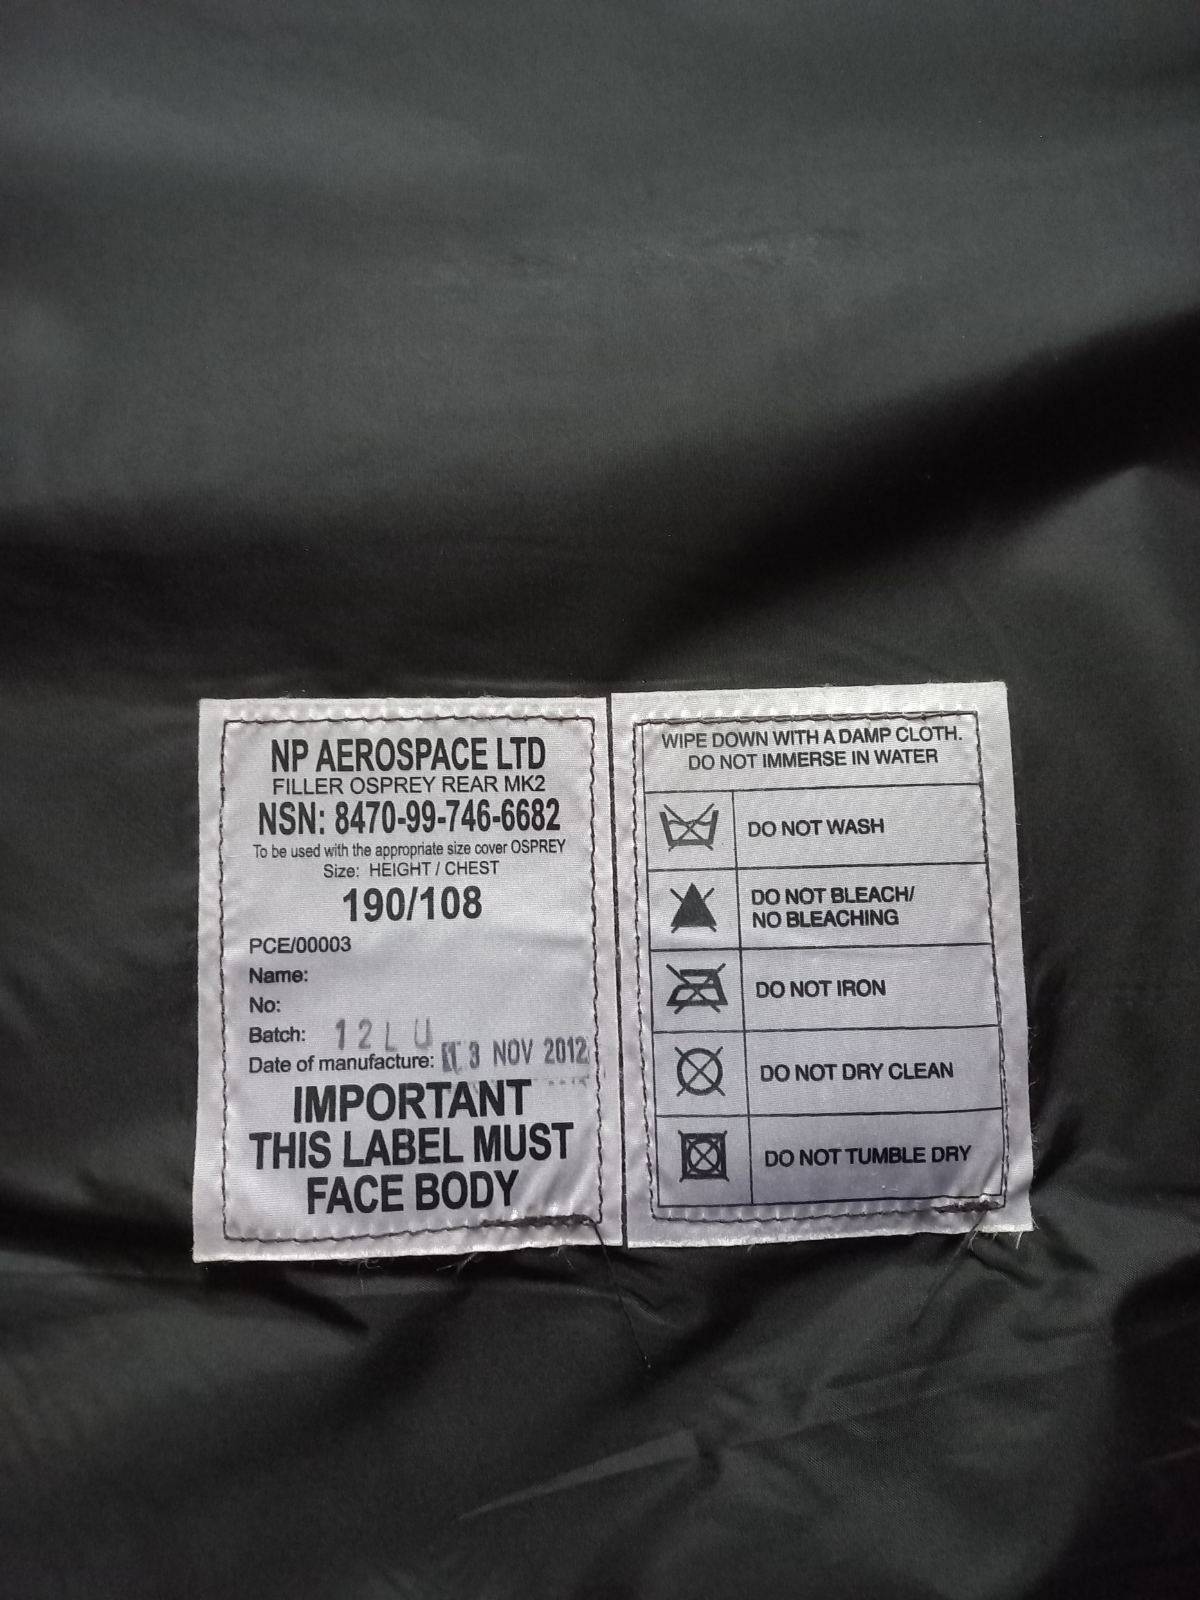 NP AEROSPACE LTD
FILLER OSPREY REAR MK2
NSN: 8470-99-746-6682
To be used with the appropriate size cover OSPREY
Size: HEIGHT / CHEST
190/108
PCE/00003
Name:
No:
Batch: 12LU
Date of manufacture: 13 NOV 2012
IMPORTANT
THIS LABEL MUST
FACE BODY
WIPE DOWN WITH A DAMP CLOTH.
DO NOT IMMERSE IN WATER
DO NOT WASH
DO NOT BLEACH/
NO BLEACHING
DO NOT IRON
DO NOT DRY CLEAN
DO NOT TUMBLE DRY